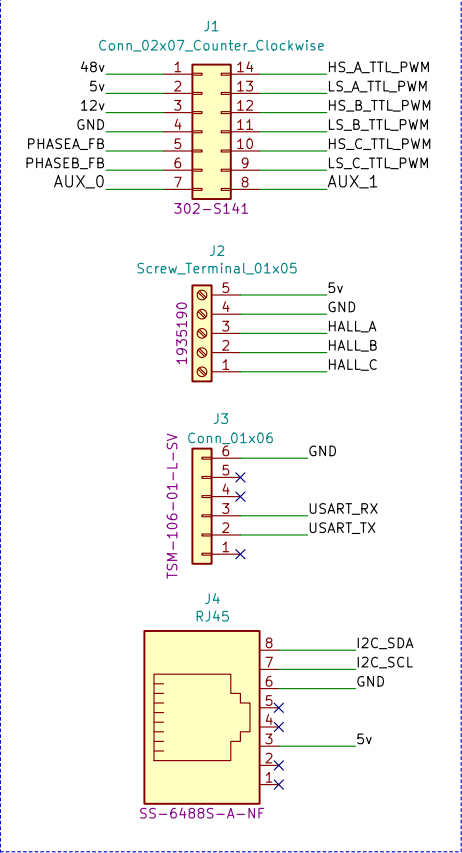 J1
Conn_02x07_Counter_Clockwise
48v 1 14 HS_A_TTL_PWM
5v 2 13 LS_A_TTL_PWM
12v 3 12 HS_B_TTL_PWM
GND 4 11 LS_B_TTL_PWM
PHASEA_FB 5 10 HS_C_TTL_PWM
PHASEB_FB 6 9 LS_C_TTL_PWM
AUX_0 7 8 AUX_1
302-S141
J2
Screw_Terminal_01x05
1935190
5 5v
4 GND
3 HALL_A
2 HALL_B
1 HALL_C
J3
Conn_01x06
TSM-106-01-L-SV
6 GND
5
4
3 USART_RX
2 USART_TX
1
J4
RJ45
8 I2C_SDA
7 I2C_SCL
6 GND
5
4
3 5v
2
1
SS-6488S-A-NF